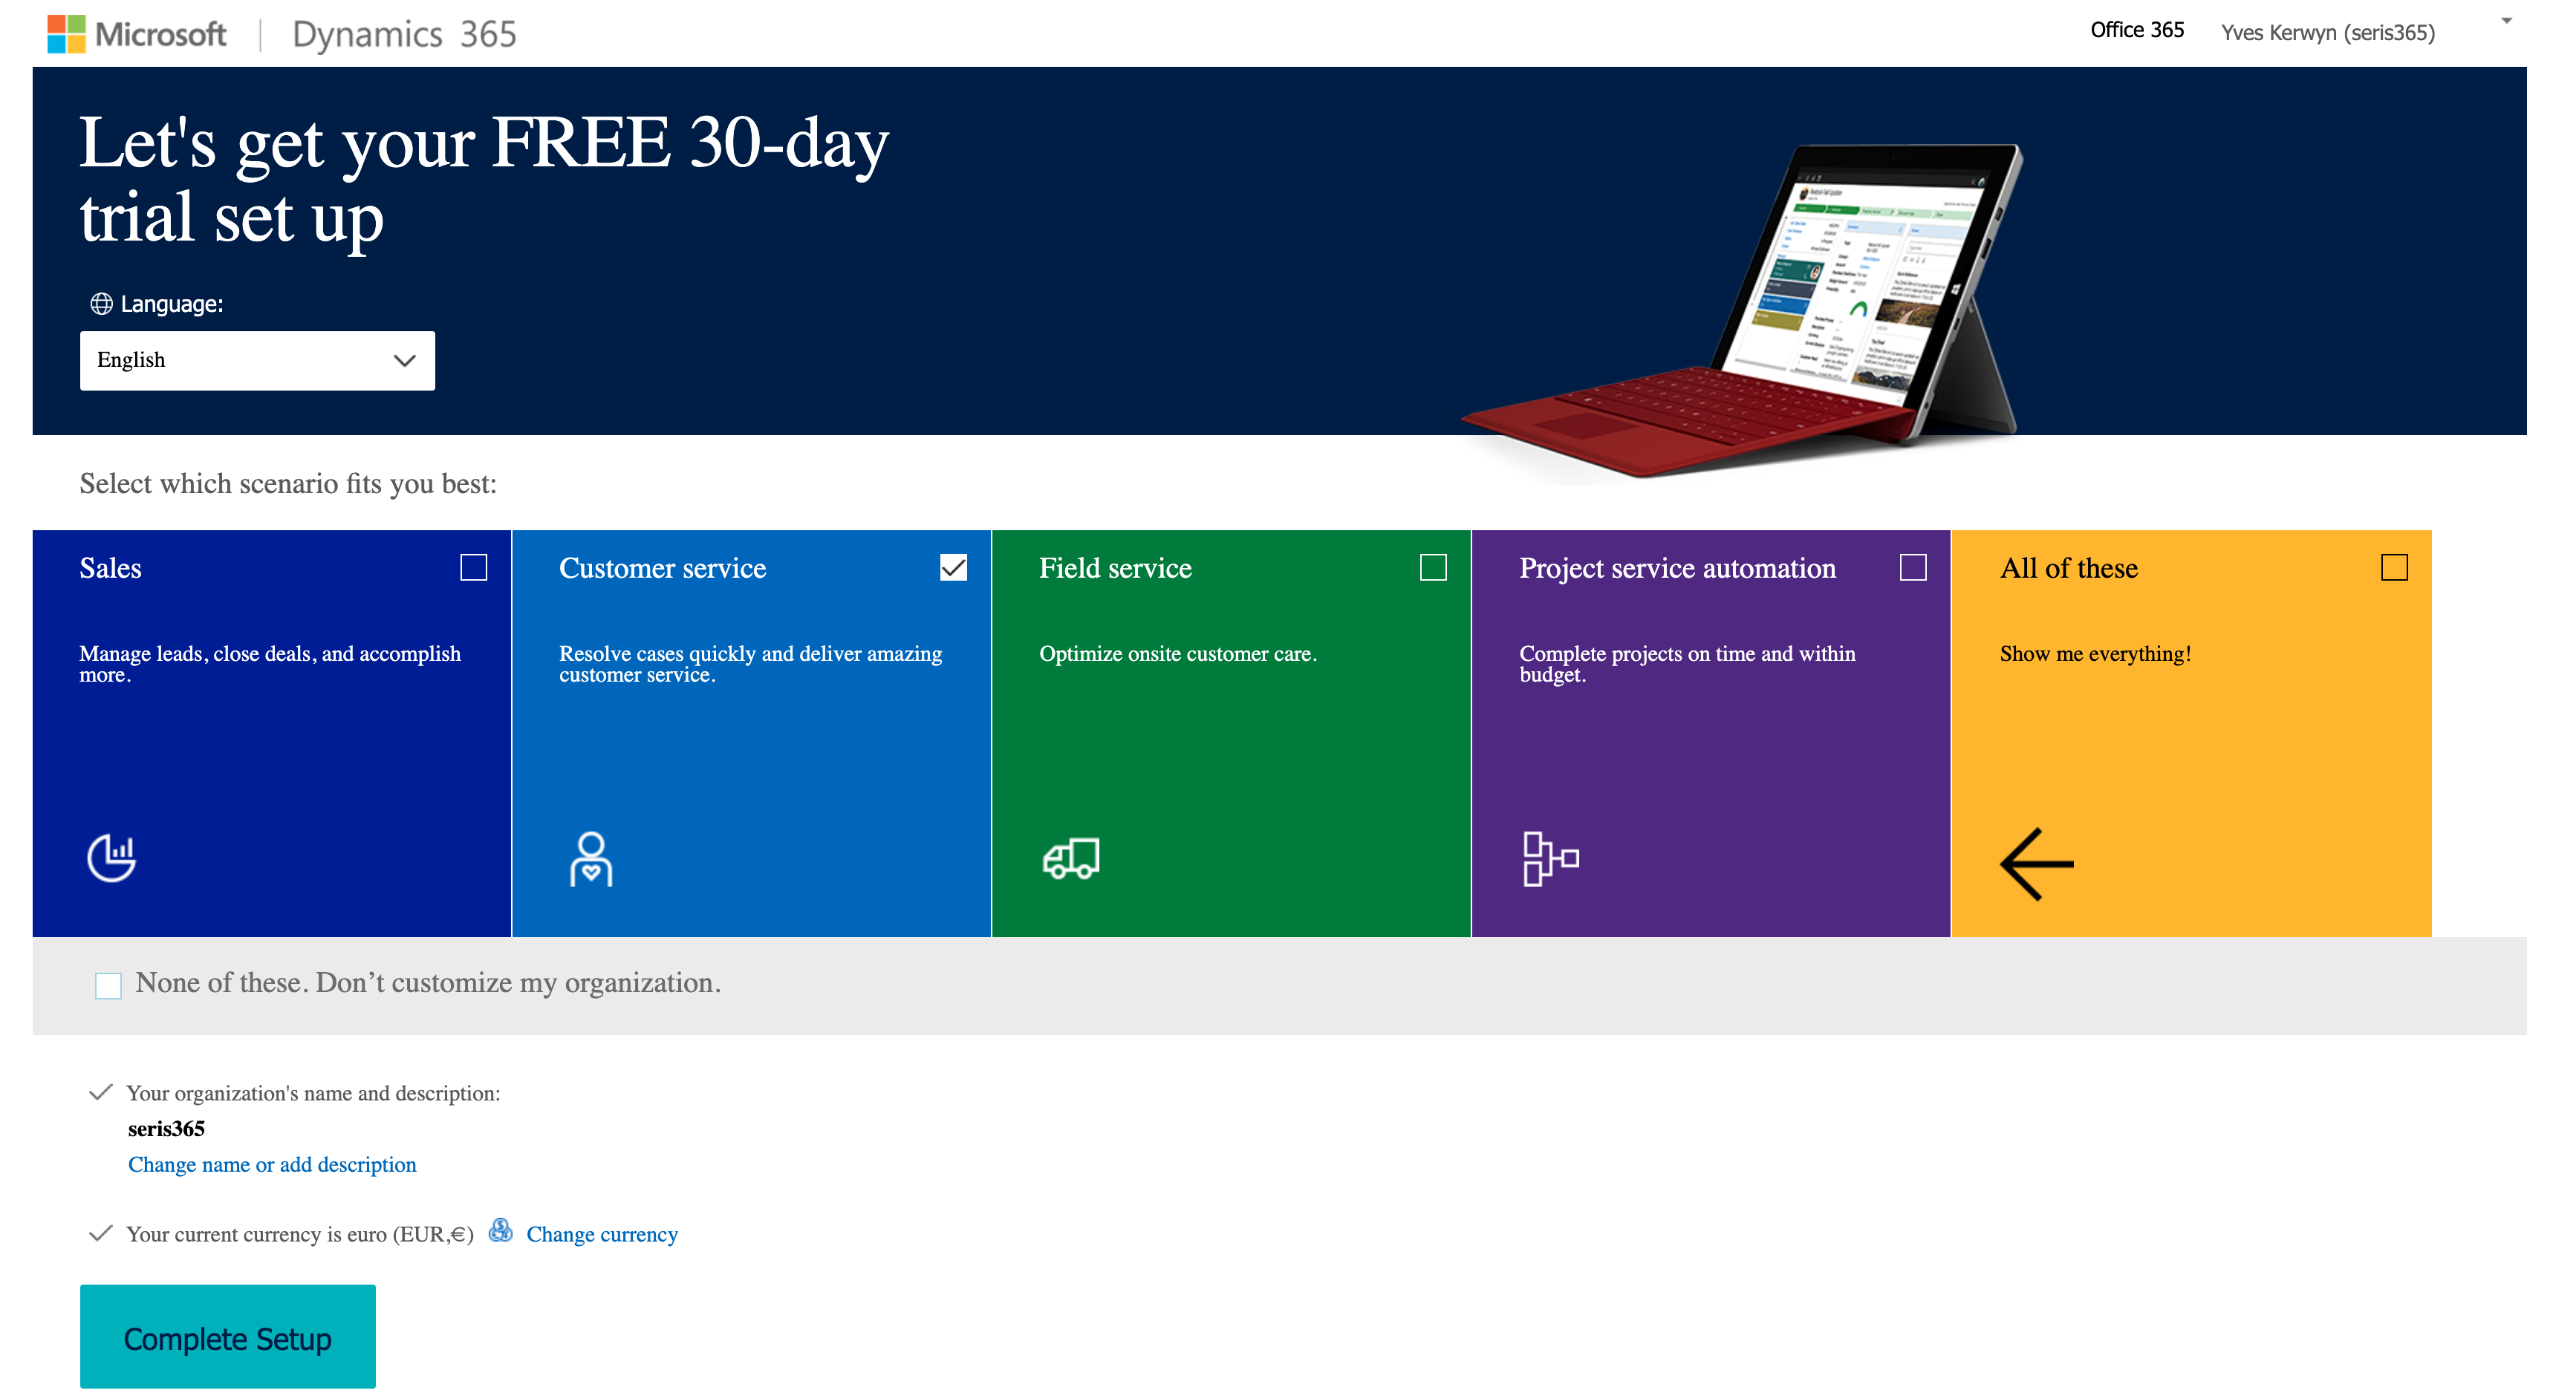 Microsoft | Dynamics 365
Office 365
Yves Kerwyn (seris365)
Let's get your FREE 30-day
trial set up
Language:
English
Select which scenario fits you best:
Sales
Manage leads, close deals, and accomplish
more.
Customer service
Resolve cases quickly and deliver amazing
customer service.
Field service
Optimize onsite customer care.
Project service automation
Complete projects on time and within
budget.
All of these
Show me everything!
None of these. Don’t customize my organization.
Your organization's name and description:
seris365
Change name or add description
Your current currency is euro (EUR,€)
Change currency
Complete Setup